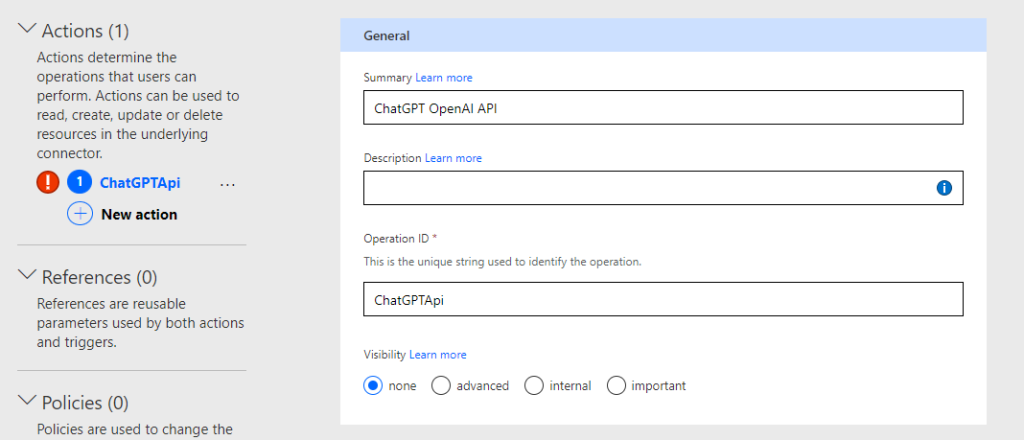 Actions (1)
Actions determine the
operations that users can
perform. Actions can be used to
read, create, update or delete
resources in the underlying
connector.
! 1 ChatGPTApi ...
New action
References (0)
References are reusable
parameters used by both actions
and triggers.
Policies (0)
Policies are used to change the
General
Summary Learn more
ChatGPT OpenAI API
Description Learn more
Operation ID *
This is the unique string used to identify the operation.
ChatGPTApi
Visibility Learn more
none advanced internal important